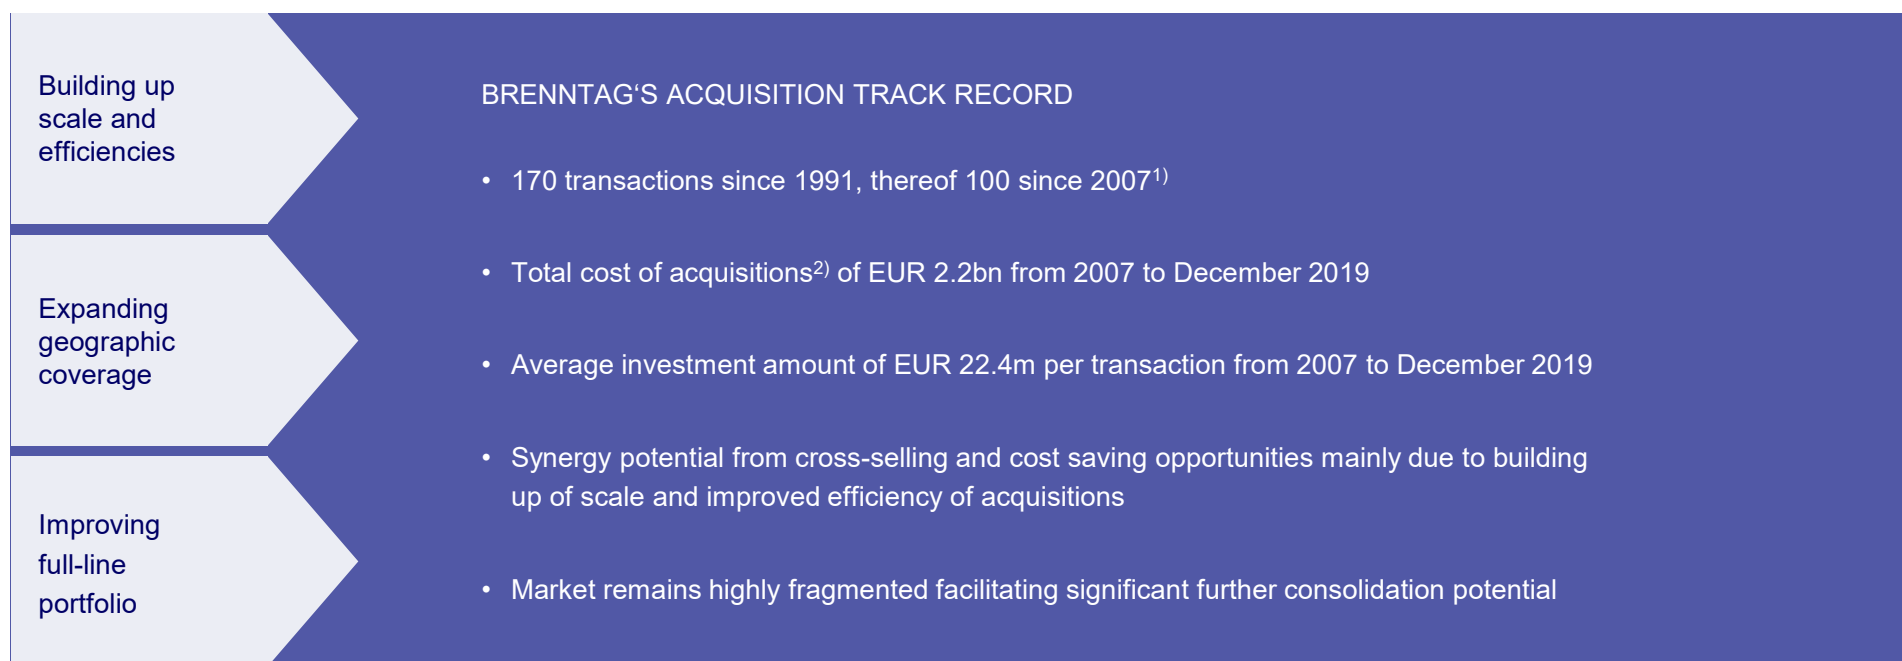 Building up
scale and
efficiencies
Expanding
geographic
coverage
Improving
full-line
portfolio
BRENNTAG‘S ACQUISITION TRACK RECORD
• 170 transactions since 1991, thereof 100 since 2007¹⁾
• Total cost of acquisitions²⁾ of EUR 2.2bn from 2007 to December 2019
• Average investment amount of EUR 22.4m per transaction from 2007 to December 2019
• Synergy potential from cross-selling and cost saving opportunities mainly due to building
up of scale and improved efficiency of acquisitions
• Market remains highly fragmented facilitating significant further consolidation potential